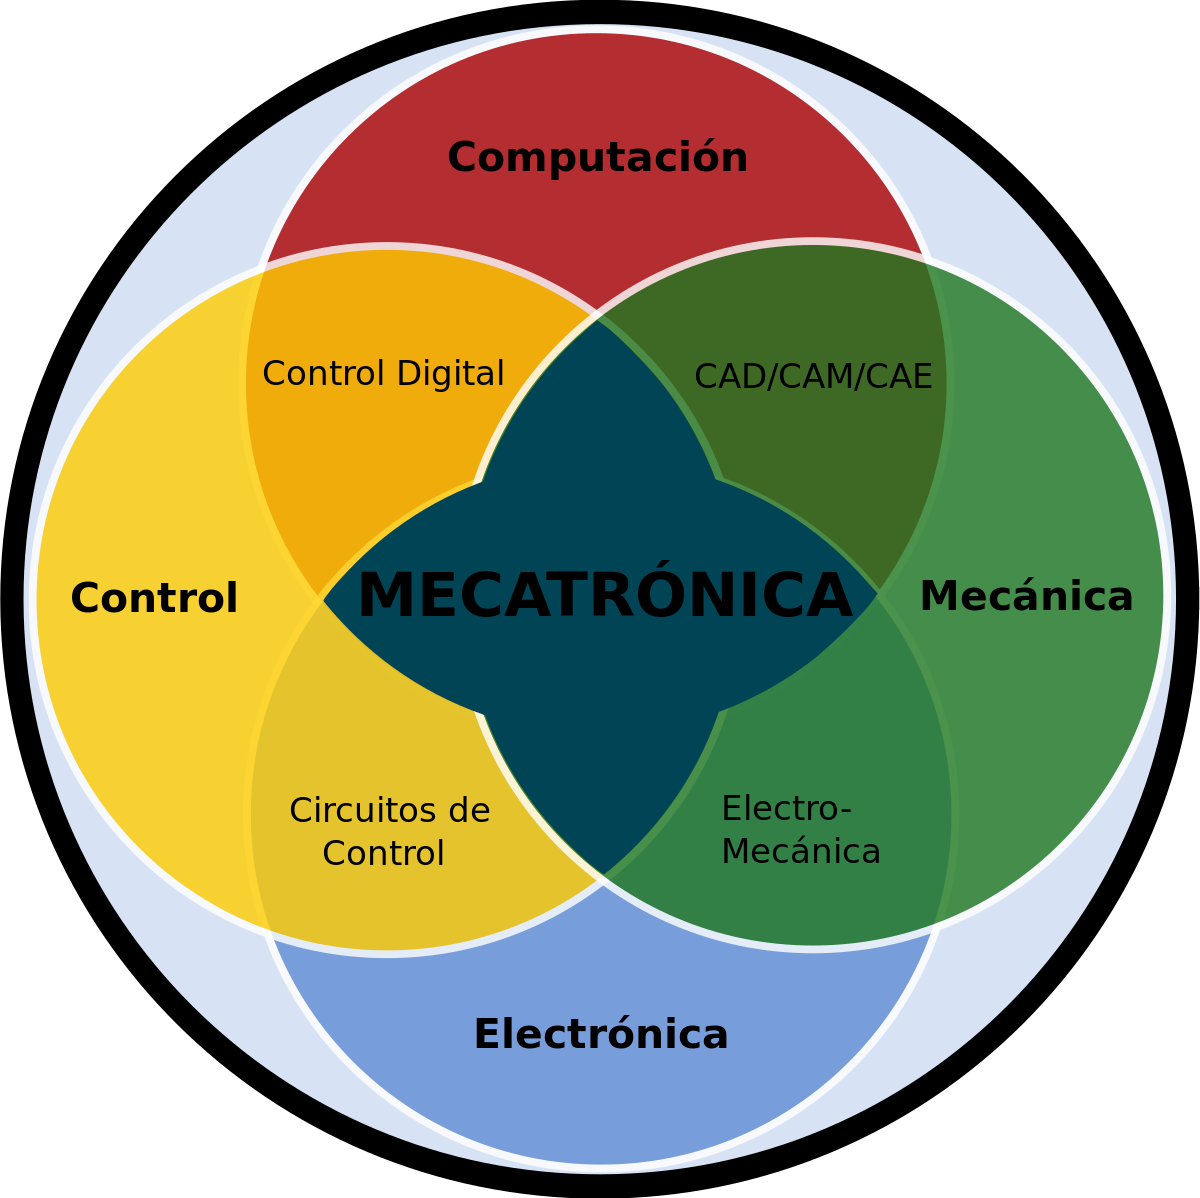 Computación
Control Digital
CAD/CAM/CAE
Control
MECATRÓNICA
Mecánica
Circuitos de
Control
Electro-
Mecánica
Electrónica